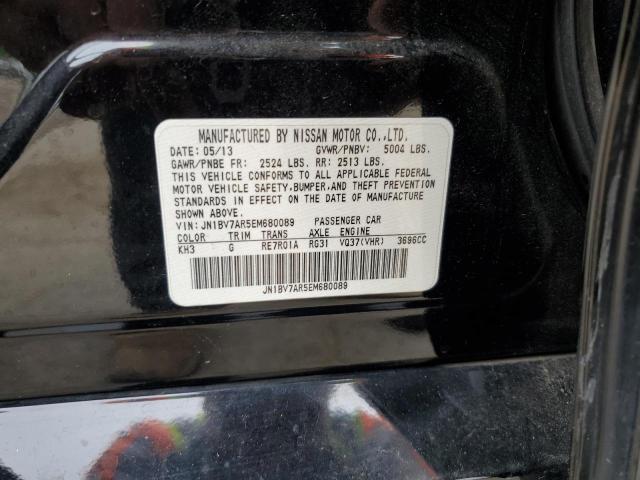 MANUFACTURED BY NISSAN MOTOR CO.,LTD.
DATE: 05/13 GVWR/PNBV: 5004 LBS.
GAWR/PNBE FR: 2524 LBS. RR: 2513 LBS.
THIS VEHICLE CONFORMS TO ALL APPLICABLE FEDERAL
MOTOR VEHICLE SAFETY,BUMPER,AND THEFT PREVENTION
STANDARDS IN EFFECT ON THE DATE OF MANUFACTURE
SHOWN ABOVE.
VIN: JN1BV7AR5EM680089 PASSENGER CAR
COLOR TRIM TRANS AXLE ENGINE
KH3 G RE7R01A RG31 VQ37(VHR) 3696CC
JN1BV7AR5EM680089